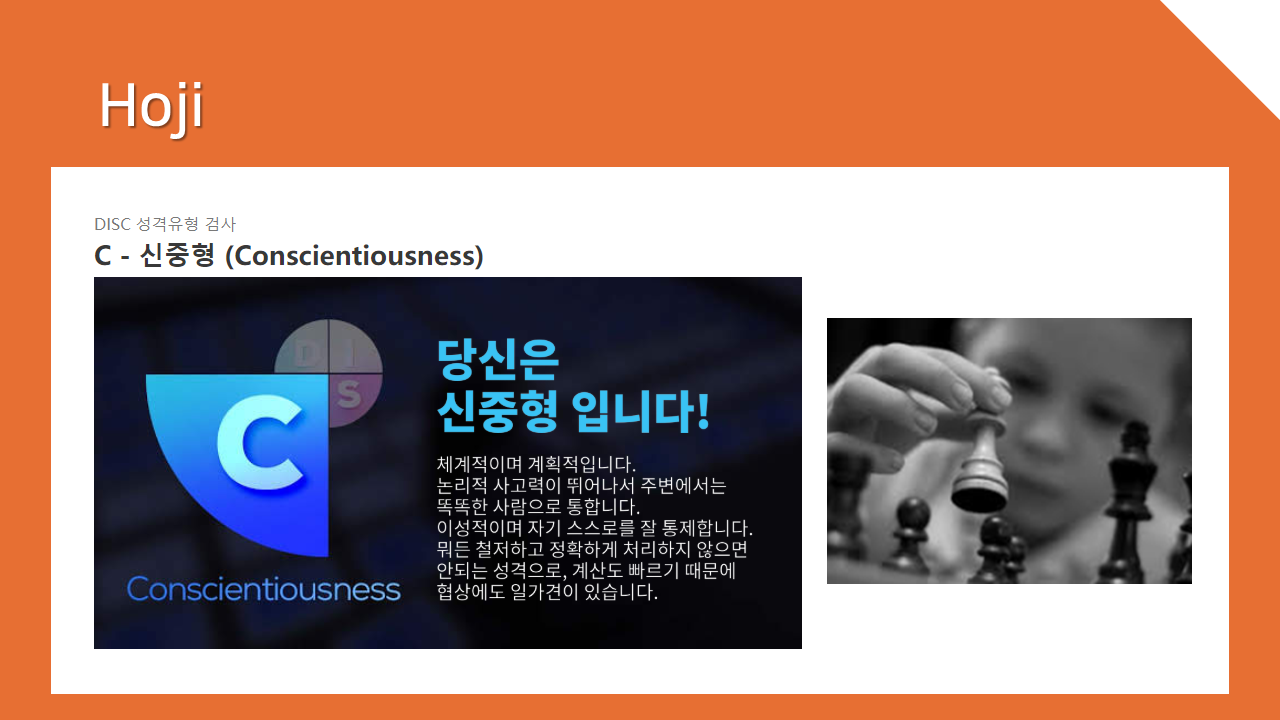 Hoji
DISC 성격유형 검사
C - 신중형 (Conscientiousness)
D I
S
C
Conscientiousness
당신은
신중형 입니다!
체계적이며 계획적입니다.
논리적 사고력이 뛰어나서 주변에서는
똑똑한 사람으로 통합니다.
이성적이며 자기 스스로를 잘 통제합니다.
뭐든 철저하고 정확하게 처리하지 않으면
안되는 성격으로, 계산도 빠르기 때문에
협상에도 일가견이 있습니다.